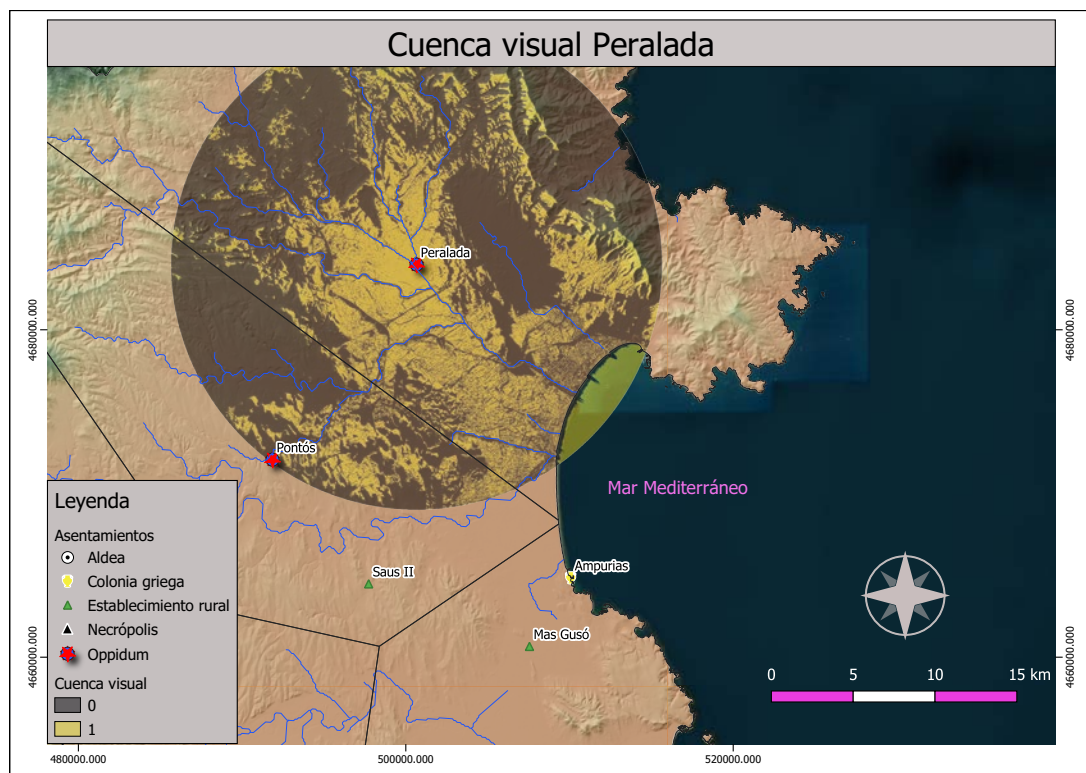 Cuenca visual Peralada
Peralada
Pontós
Mar Mediterráneo
Ampurias
Saus II
Mas Gusó
Leyenda
Asentamientos
Aldea
Colonia griega
Establecimiento rural
Necrópolis
Oppidum
Cuenca visual
0
1
0 5 10 15 km
4680000.000
4660000.000
4680000.000
4660000.000
480000.000 500000.000 520000.000